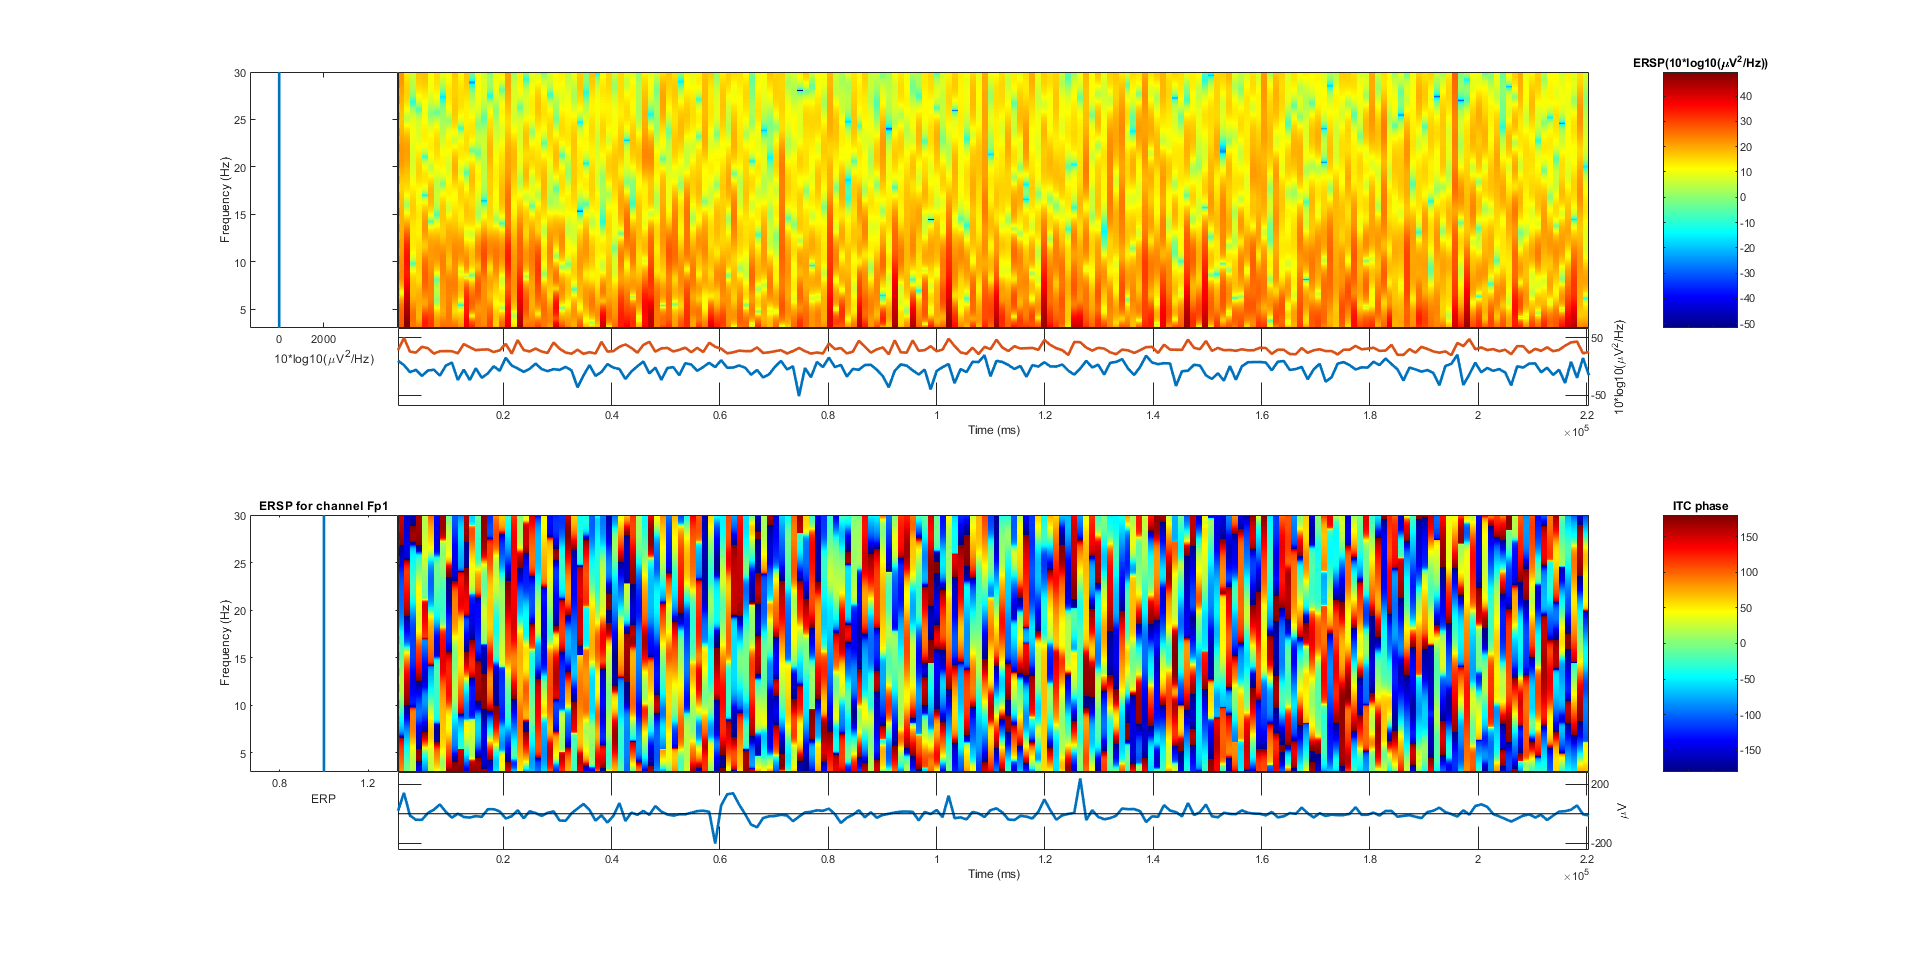 ERSP(10*log10(μV²/Hz))
30
25
20
15
10
5
Frequency (Hz)
0 2000
10*log10(μV²/Hz)
40
30
20
10
0
-10
-20
-30
-40
-50
50
-50
10*log10(μV²/Hz)
0.2 0.4 0.6 0.8 1 1.2 1.4 1.6 1.8 2 2.2
Time (ms)
×10⁵
ERSP for channel Fp1
30
25
20
15
10
5
Frequency (Hz)
0.8 1.2
ERP
ITC phase
150
100
50
0
-50
-100
-150
200
-200
μV
0.2 0.4 0.6 0.8 1 1.2 1.4 1.6 1.8 2 2.2
Time (ms)
×10⁵